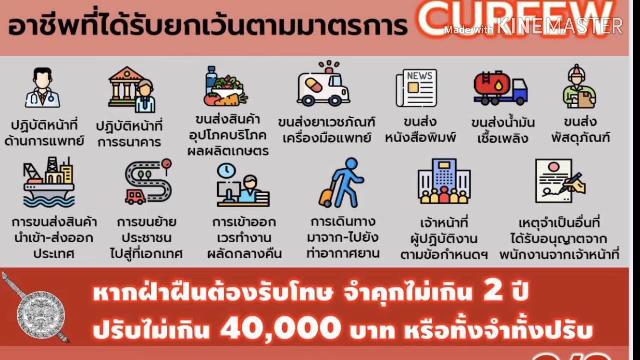 อาชีพที่ได้รับยกเว้นตามมาตรการ CURFEW
Made with KINEMASTER
NEWS
ปฏิบัติหน้าที่
ด้านการแพทย์
ปฏิบัติหน้าที่
การธนาคาร
ขนส่งสินค้า
อุปโภคบริโภค
ผลผลิตเกษตร
ขนส่งยาเวชภัณฑ์
เครื่องมือแพทย์
ขนส่ง
หนังสือพิมพ์
ขนส่งน้ำมัน
เชื้อเพลิง
ขนส่ง
พัสดุภัณฑ์
การขนส่งสินค้า
นำเข้า-ส่งออก
ประเทศ
การขนย้าย
ประชาชน
ไปสู่ที่เอกเทศ
การเข้าออก
เวรทำงาน
ผลัดกลางคืน
การเดินทาง
มาจาก-ไปยัง
ท่าอากาศยาน
เจ้าหน้าที่
ผู้ปฏิบัติงาน
ตามข้อกำหนดฯ
เหตุจำเป็นอื่นที่
ได้รับอนุญาตจาก
พนักงานจากเจ้าหน้าที่
หากฝ่าฝืนต้องรับโทษ จำคุกไม่เกิน 2 ปี
ปรับไม่เกิน 40,000 บาท หรือทั้งจำทั้งปรับ